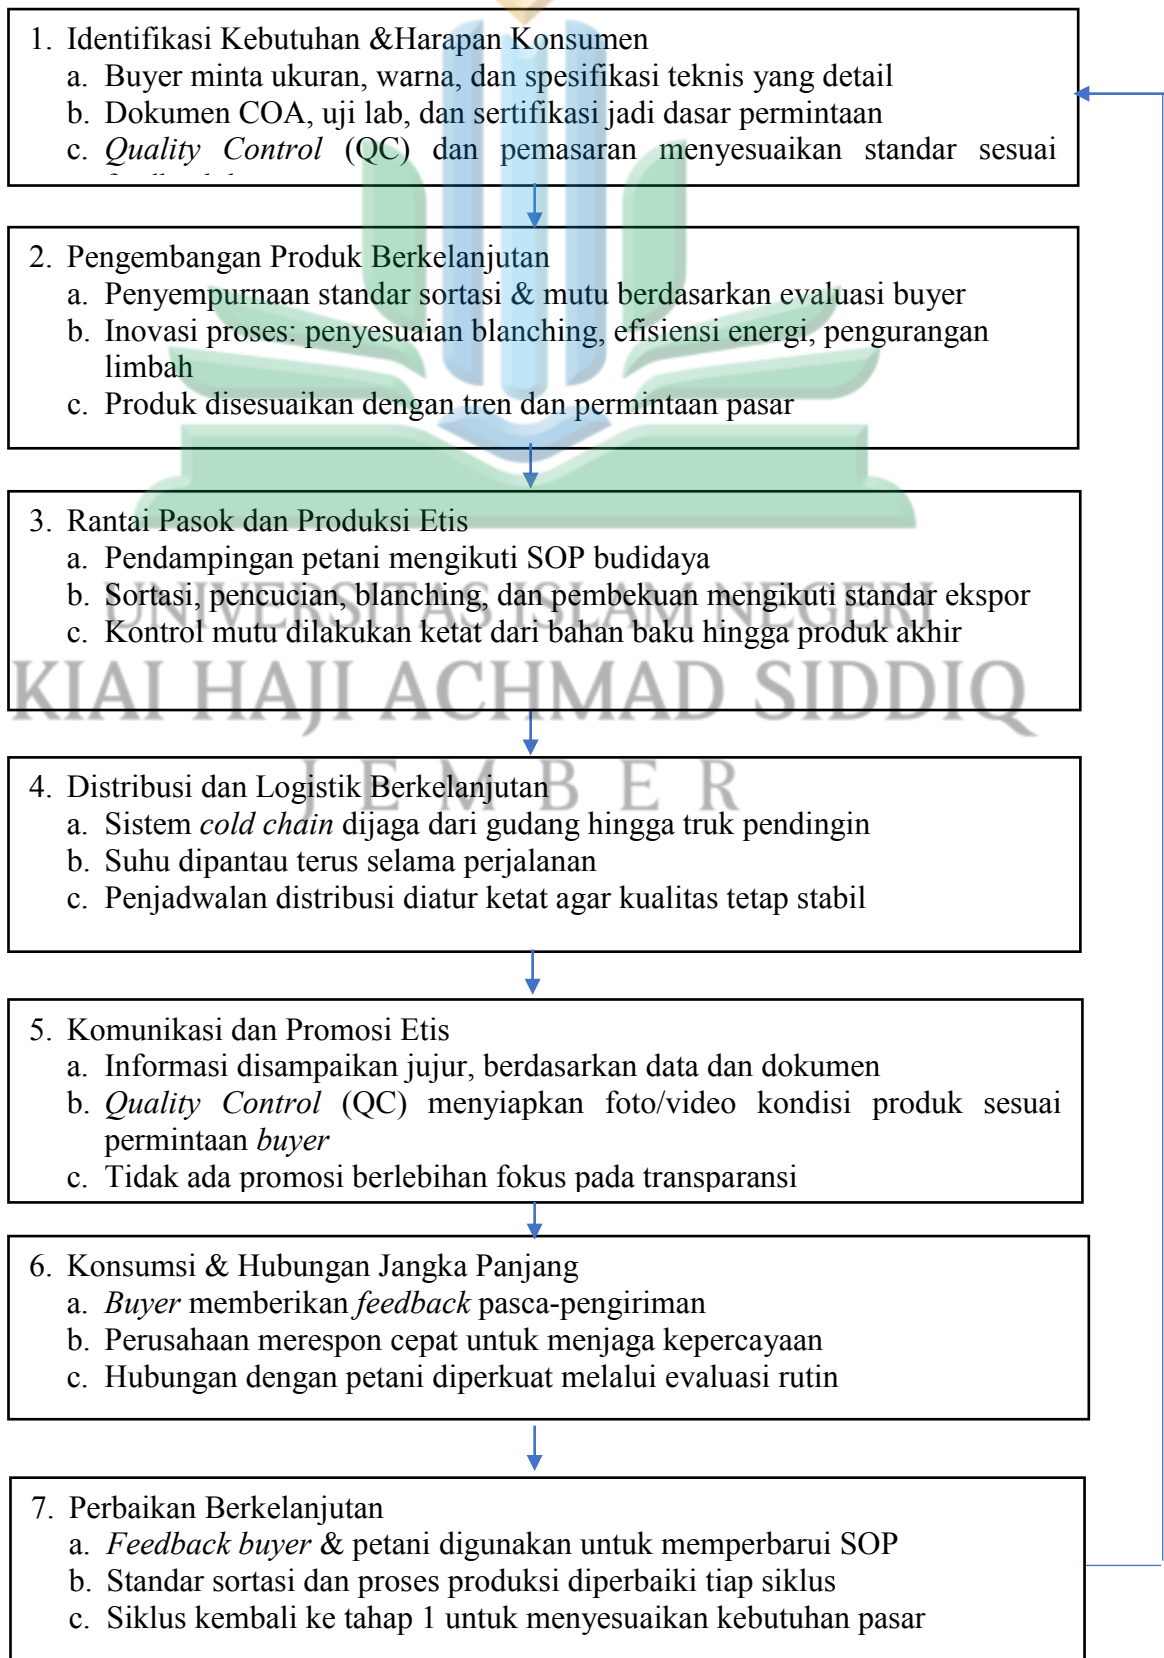 1. Identifikasi Kebutuhan &Harapan Konsumen
a. Buyer minta ukuran, warna, dan spesifikasi teknis yang detail
b. Dokumen COA, uji lab, dan sertifikasi jadi dasar permintaan
c. Quality Control (QC) dan pemasaran menyesuaikan standar sesuai
2. Pengembangan Produk Berkelanjutan
a. Penyempurnaan standar sortasi & mutu berdasarkan evaluasi buyer
b. Inovasi proses: penyesuaian blanching, efisiensi energi, pengurangan
limbah
c. Produk disesuaikan dengan tren dan permintaan pasar
3. Rantai Pasok dan Produksi Etis
a. Pendampingan petani mengikuti SOP budidaya
UNIVERSITAS ISLAM NEGERI
b. Sortasi, pencucian, blanching, dan pembekuan mengikuti standar ekspor
c. Kontrol mutu dilakukan ketat dari bahan baku hingga produk akhir
KIAI HAJI ACHMAD SIDDIQ
JEMBER
4. Distribusi dan Logistik Berkelanjutan
a. Sistem cold chain dijaga dari gudang hingga truk pendingin
b. Suhu dipantau terus selama perjalanan
c. Penjadwalan distribusi diatur ketat agar kualitas tetap stabil
5. Komunikasi dan Promosi Etis
a. Informasi disampaikan jujur, berdasarkan data dan dokumen
b. Quality Control (QC) menyiapkan foto/video kondisi produk sesuai
permintaan buyer
c. Tidak ada promosi berlebihan fokus pada transparansi
6. Konsumsi & Hubungan Jangka Panjang
a. Buyer memberikan feedback pasca-pengiriman
b. Perusahaan merespon cepat untuk menjaga kepercayaan
c. Hubungan dengan petani diperkuat melalui evaluasi rutin
7. Perbaikan Berkelanjutan
a. Feedback buyer & petani digunakan untuk memperbarui SOP
b. Standar sortasi dan proses produksi diperbaiki tiap siklus
c. Siklus kembali ke tahap 1 untuk menyesuaikan kebutuhan pasar